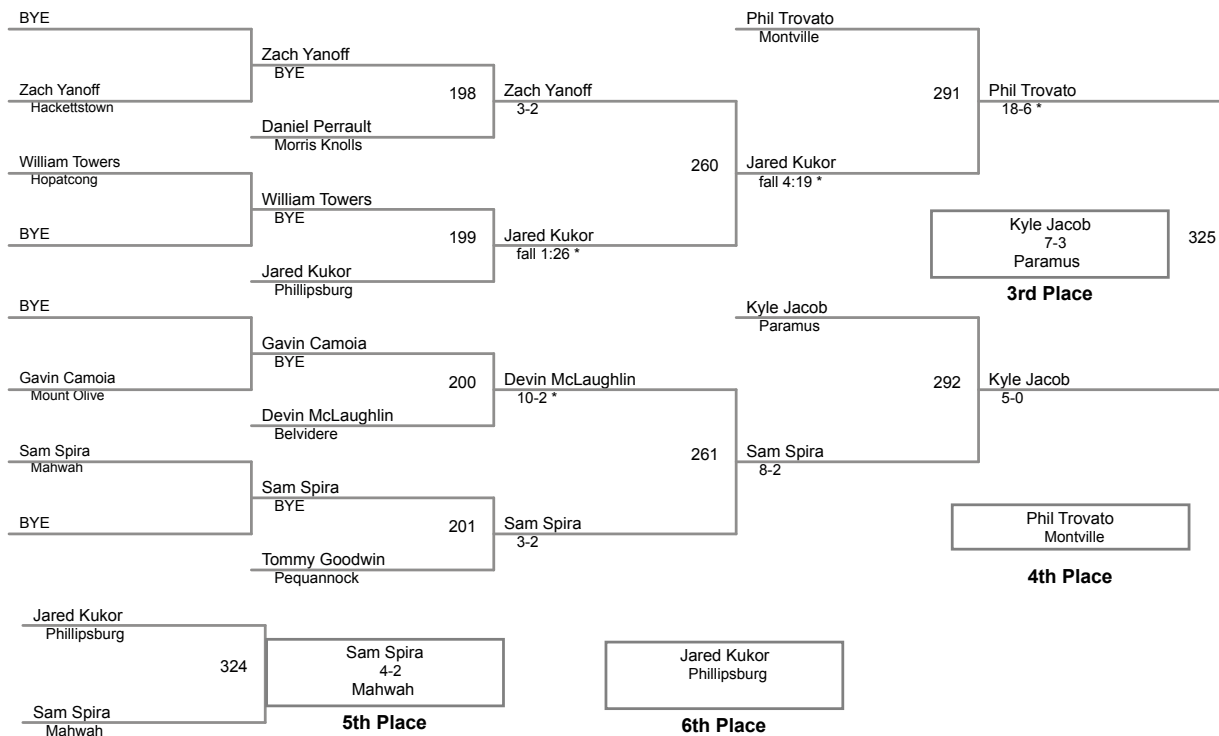 BYE
Zach Yanoff
Hackettstown
William Towers
Hopatcong
BYE
BYE
Gavin Camoia
Mount Olive
Sam Spira
Mahwah
BYE
Zach Yanoff
BYE
198
Daniel Perrault
Morris Knolls
William Towers
BYE
199
Jared Kukor
Phillipsburg
Gavin Camoia
BYE
200
Devin McLaughlin
Belvidere
Sam Spira
BYE
201
Tommy Goodwin
Pequannock
Zach Yanoff
3-2
260
Jared Kukor
fall 1:26 *
Devin McLaughlin
10-2 *
261
Sam Spira
3-2
Phil Trovato
Montville
291
Jared Kukor
fall 4:19 *
Kyle Jacob
Paramus
292
Sam Spira
8-2
Phil Trovato
18-6 *
Kyle Jacob
7-3
Paramus
325
3rd Place
Kyle Jacob
5-0
Phil Trovato
Montville
4th Place
Jared Kukor
Phillipsburg
324
Sam Spira
Mahwah
Sam Spira
4-2
Mahwah
5th Place
Jared Kukor
Phillipsburg
6th Place